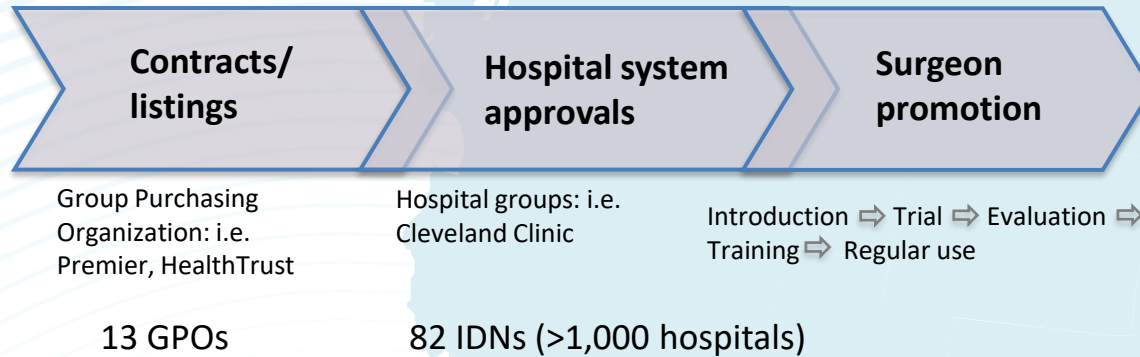 Contracts/
listings
Hospital system
approvals
Surgeon
promotion
Group Purchasing
Organization: i.e.
Premier, HealthTrust
Hospital groups: i.e.
Cleveland Clinic
Introduction ⇨ Trial ⇨ Evaluation ⇨
Training ⇨ Regular use
13 GPOs
82 IDNs (>1,000 hospitals)